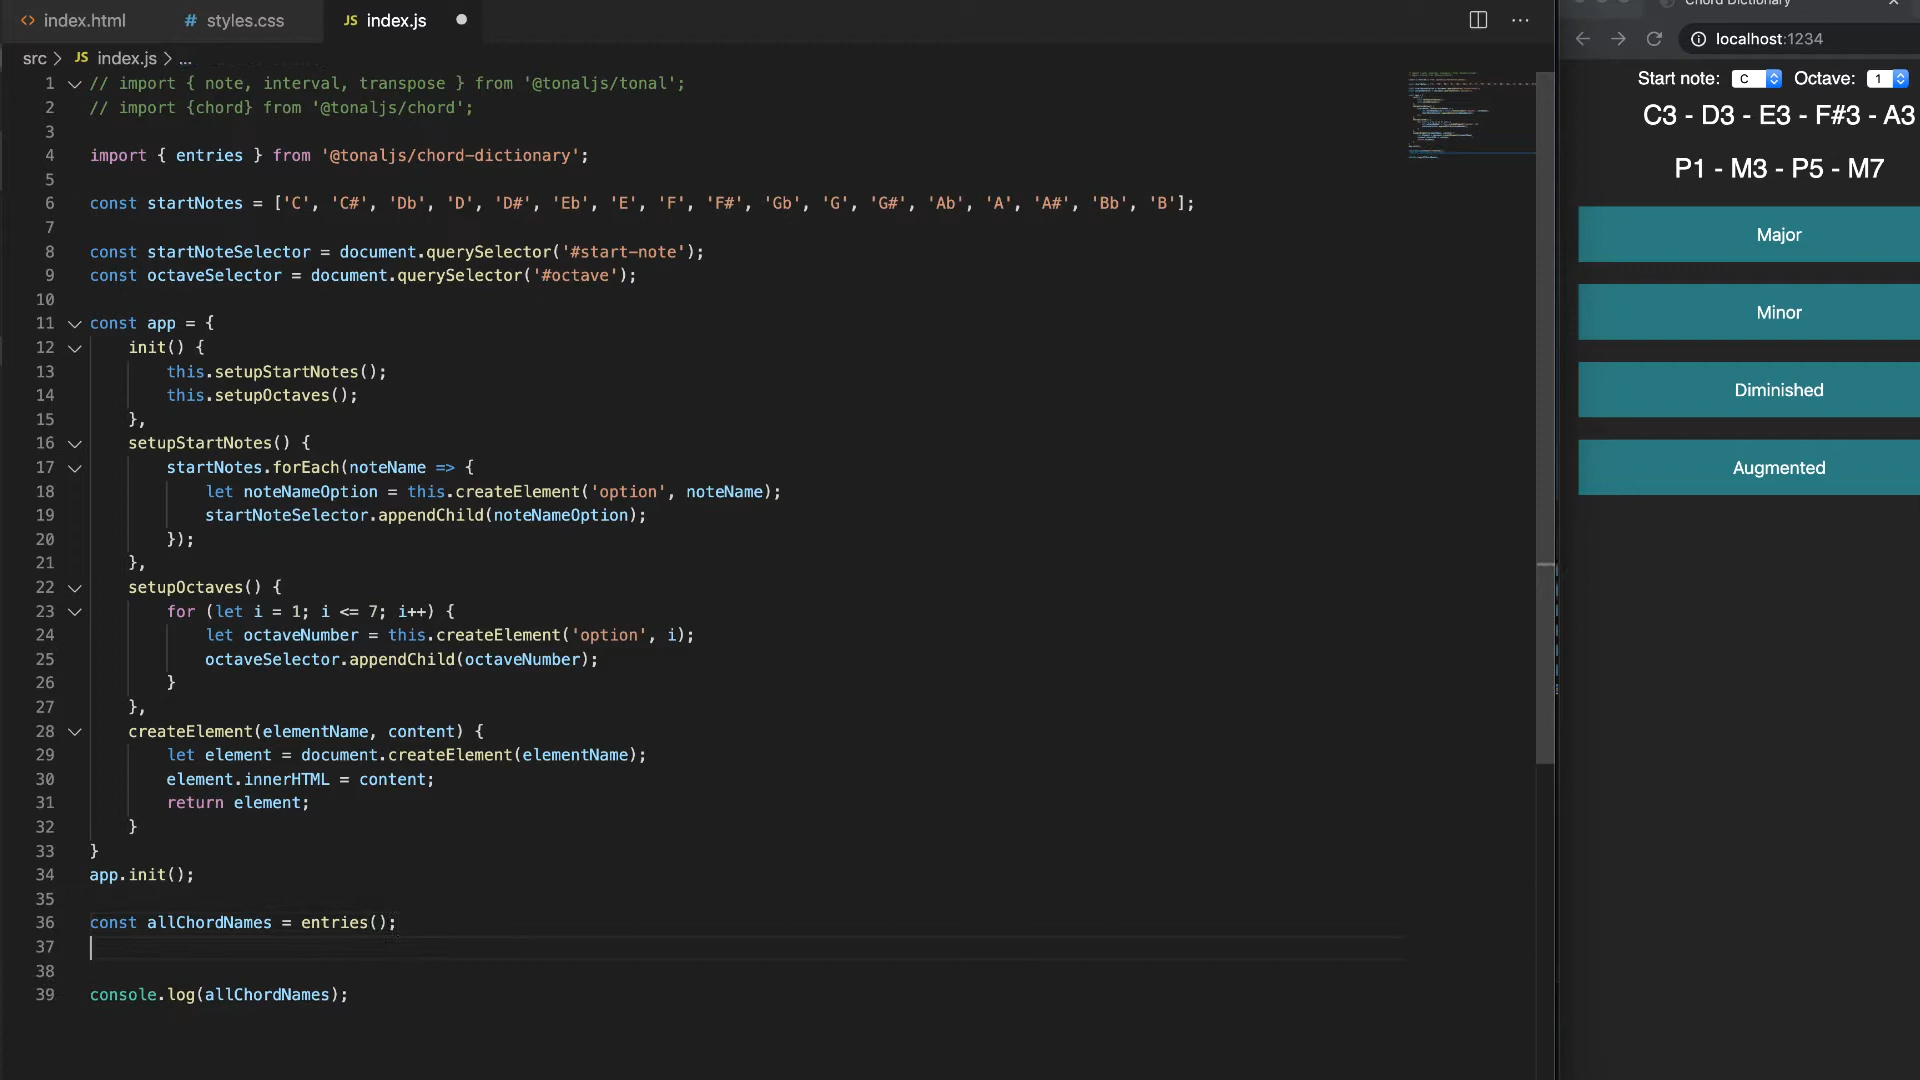 index.html
# styles.css
JS index.js
src > JS index.js > ...
1 // import { note, interval, transpose } from '@tonaljs/tonal';
2 // import {chord} from '@tonaljs/chord';
3
4 import { entries } from '@tonaljs/chord-dictionary';
5
6 const startNotes = ['C', 'C#', 'Db', 'D', 'D#', 'Eb', 'E', 'F', 'F#', 'Gb', 'G', 'G#', 'Ab', 'A', 'A#', 'Bb', 'B'];
7
8 const startNoteSelector = document.querySelector('#start-note');
9 const octaveSelector = document.querySelector('#octave');
10
11 const app = {
12 init() {
13 this.setupStartNotes();
14 this.setupOctaves();
15 },
16 setupStartNotes() {
17 startNotes.forEach(noteName => {
18 let noteNameOption = this.createElement('option', noteName);
19 startNoteSelector.appendChild(noteNameOption);
20 });
21 },
22 setupOctaves() {
23 for (let i = 1; i <= 7; i++) {
24 let octaveNumber = this.createElement('option', i);
25 octaveSelector.appendChild(octaveNumber);
26 }
27 },
28 createElement(elementName, content) {
29 let element = document.createElement(elementName);
30 element.innerHTML = content;
31 return element;
32 }
33 }
34 app.init();
35
36 const allChordNames = entries();
37
38
39 console.log(allChordNames);
Chord Dictionary
localhost:1234
Start note: C Octave: 1
C3 - D3 - E3 - F#3 - A3
P1 - M3 - P5 - M7
Major
Minor
Diminished
Augmented